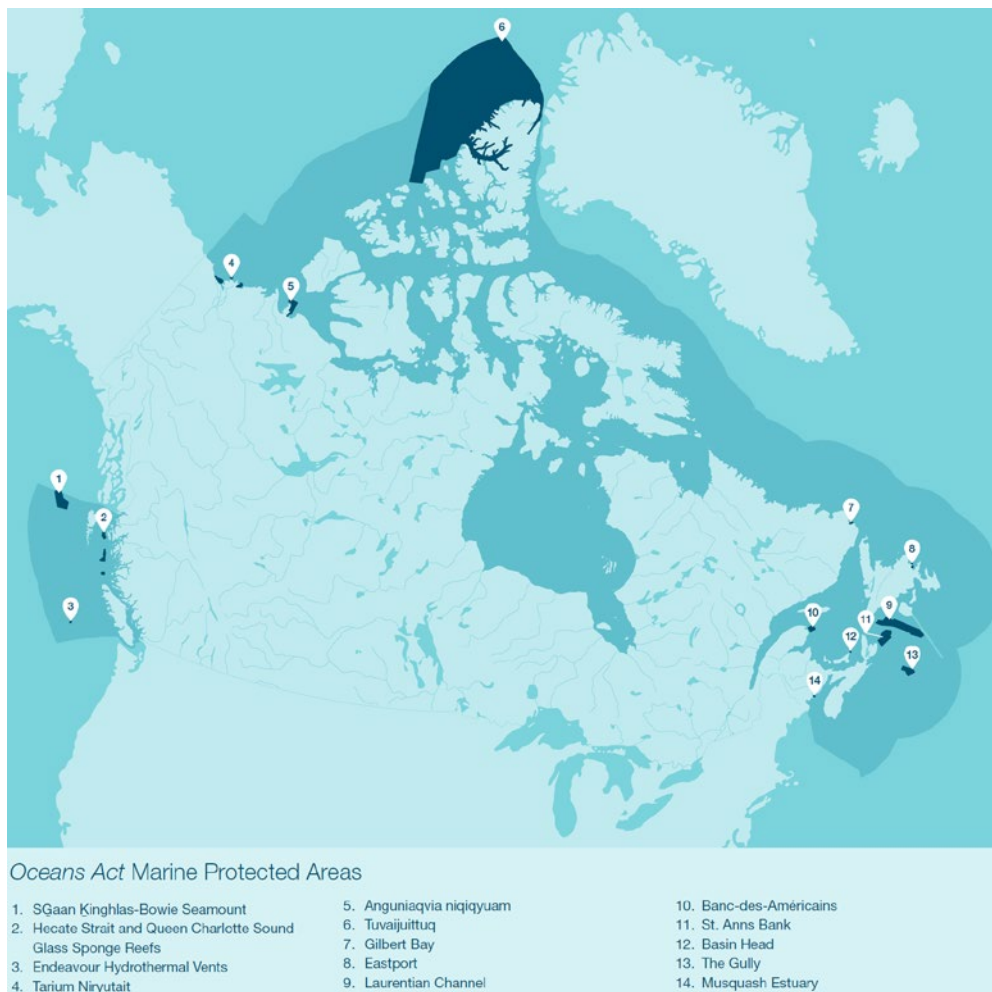 6
4
5
1
2
3
7
8
9
10
11
12
13
14
Oceans Act Marine Protected Areas
1. SG̱aan Ḵinghlas-Bowie Seamount
2. Hecate Strait and Queen Charlotte Sound
Glass Sponge Reefs
3. Endeavour Hydrothermal Vents
4. Tarium Niryutait
5. Anguniaqvia niqiqyuam
6. Tuvaijuittuq
7. Gilbert Bay
8. Eastport
9. Laurentian Channel
10. Banc-des-Américains
11. St. Anns Bank
12. Basin Head
13. The Gully
14. Musquash Estuary